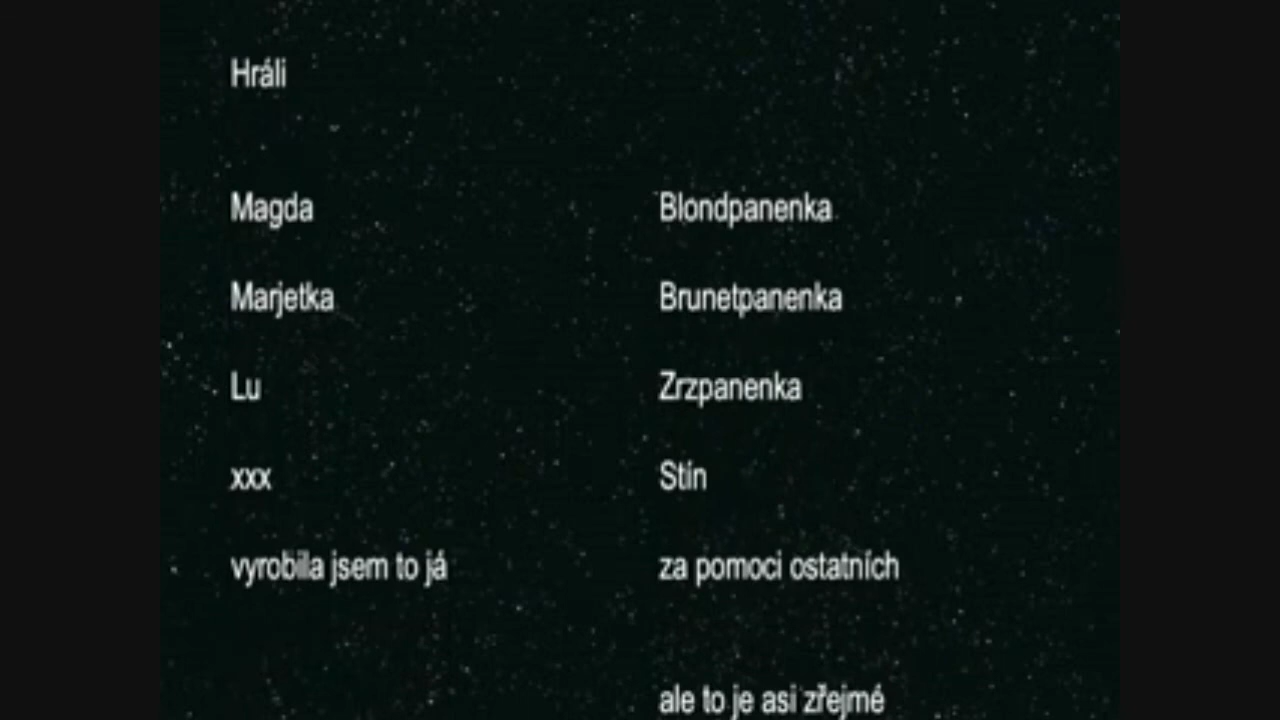 Hráli
Magda Blondpanenka
Marjetka Brunetpanenka
Lu Zrzpanenka
xxx Stín
vyrobila jsem to já za pomoci ostatních
ale to je asi zřejmé